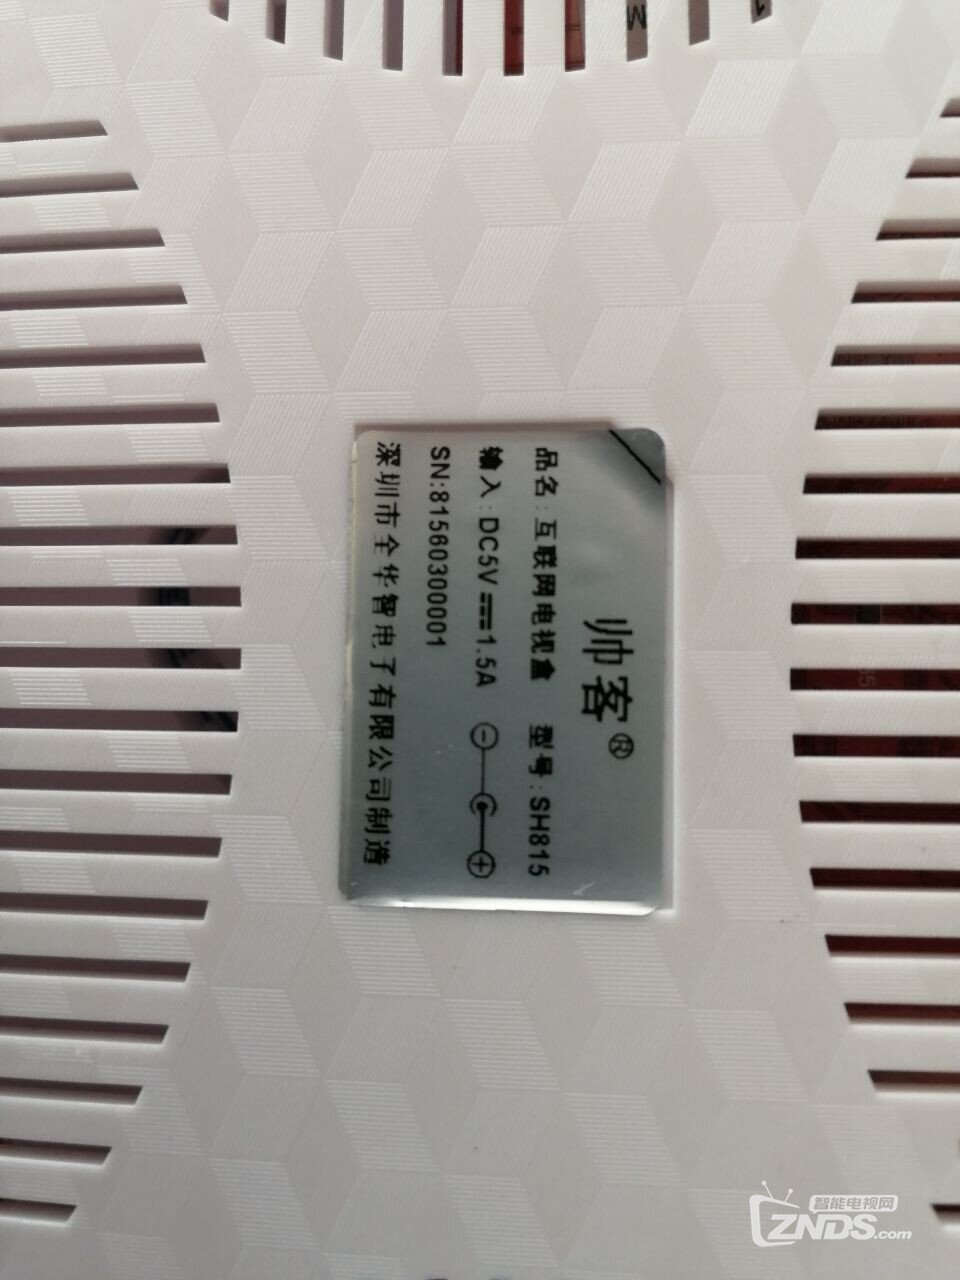 帅客®
品名:互联网电视盒 型号:SH815
输入:DC5V⎓1.5A
SN:81560300001
深圳市全华智电子有限公司制造
智能电视网
ZNDS.com